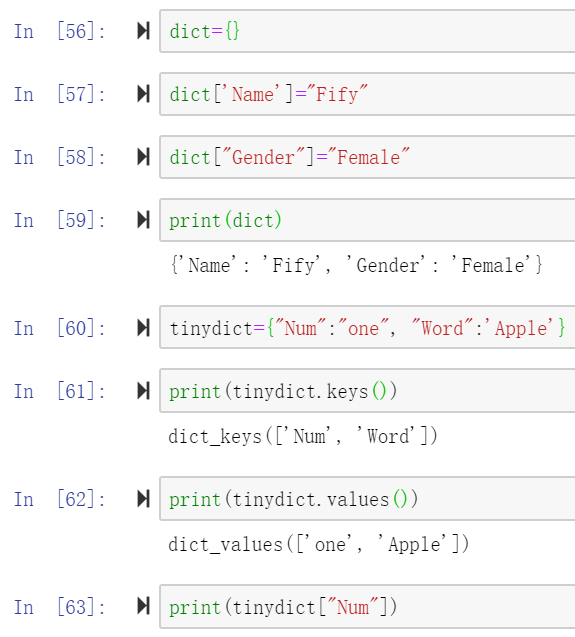 In [56]: dict={}
In [57]: dict['Name']="Fify"
In [58]: dict["Gender"]="Female"
In [59]: print(dict)
{'Name': 'Fify', 'Gender': 'Female'}
In [60]: tinydict={"Num":"one", "Word":'Apple'}
In [61]: print(tinydict.keys())
dict_keys(['Num', 'Word'])
In [62]: print(tinydict.values())
dict_values(['one', 'Apple'])
In [63]: print(tinydict["Num"])